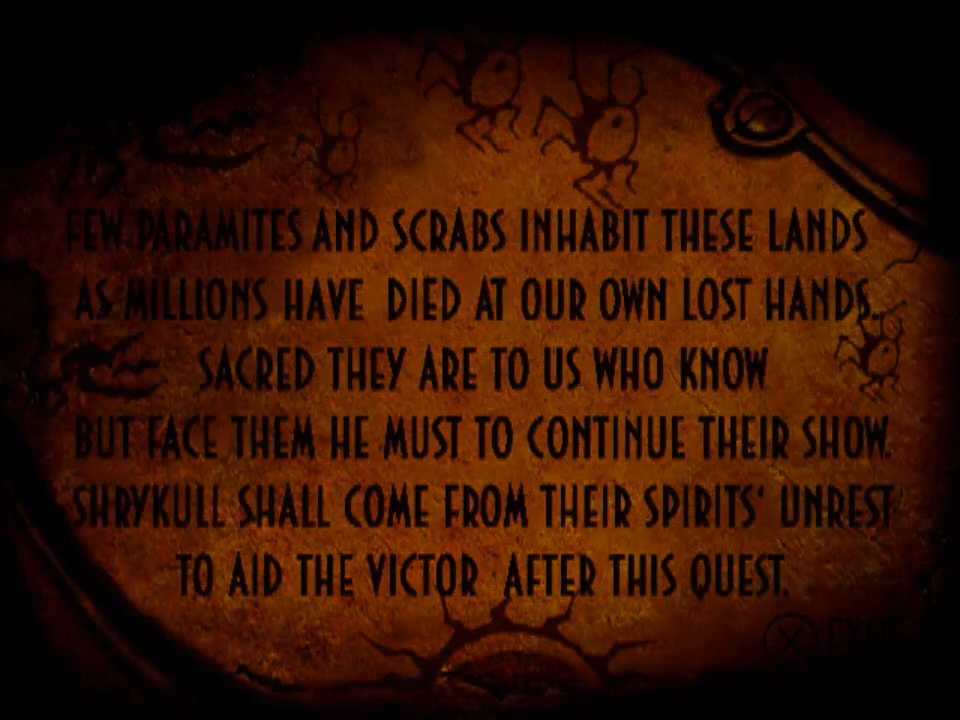 FEW PARAMITES AND SCRABS INHABIT THESE LANDS
AS MILLIONS HAVE DIED AT OUR OWN LOST HANDS.
SACRED THEY ARE TO US WHO KNOW
BUT FACE THEM HE MUST TO CONTINUE THEIR SHOW.
SHRYKULL SHALL COME FROM THEIR SPIRITS' UNREST
TO AID THE VICTOR AFTER THIS QUEST.